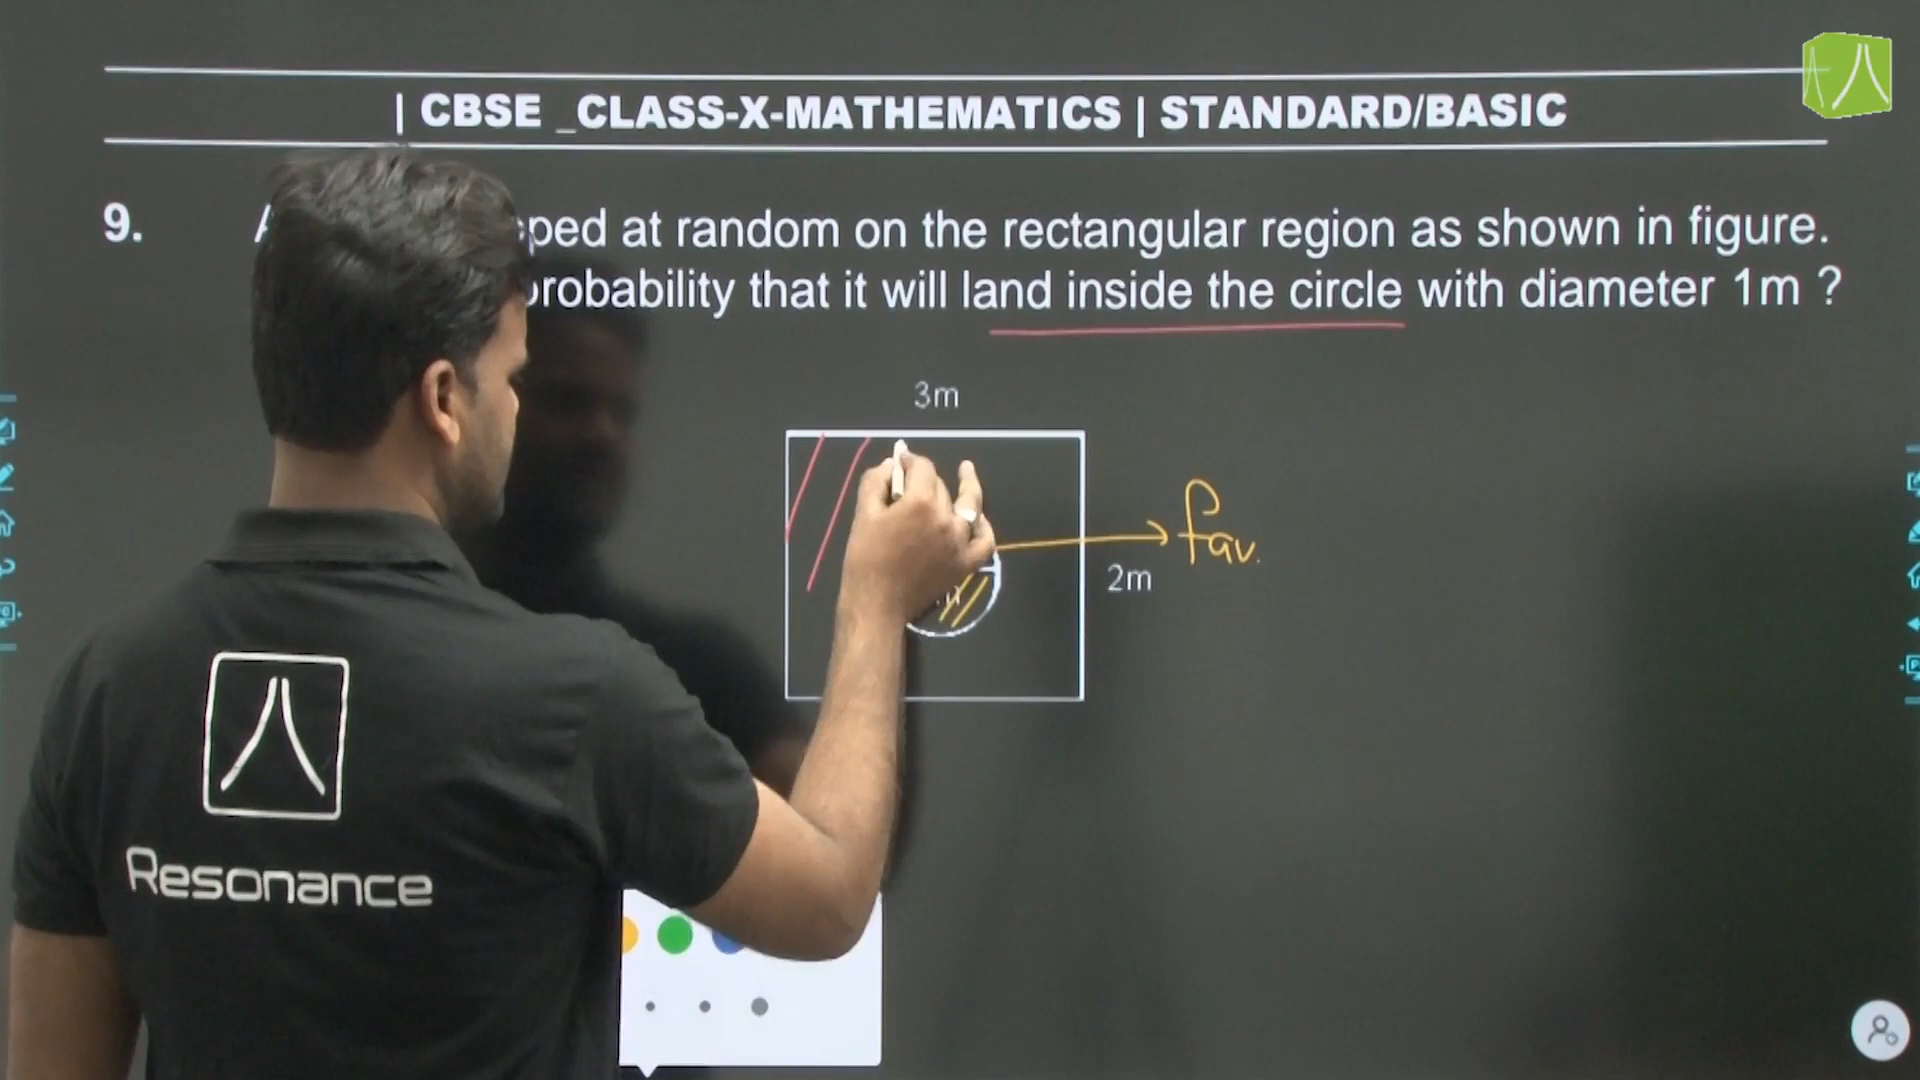 | CBSE _CLASS-X-MATHEMATICS | STANDARD/BASIC
9. at random on the rectangular region as shown in figure.
probability that it will land inside the circle with diameter 1m ?
3m
fav.
2m
Resonance